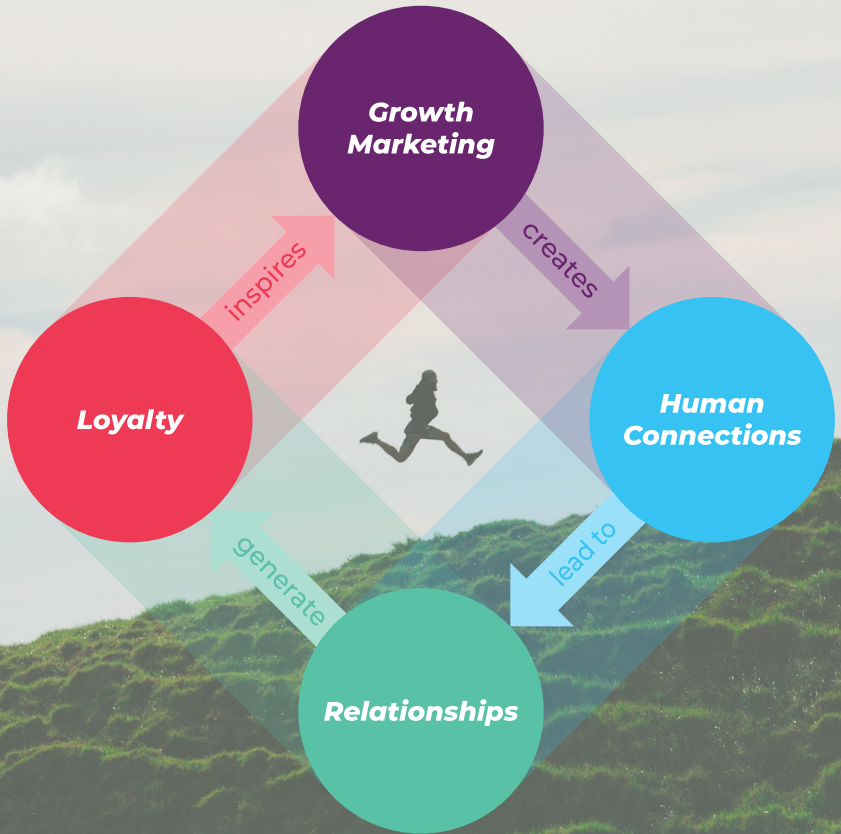 Growth
Marketing
creates
Human
Connections
lead to
Relationships
generate
Loyalty
inspires